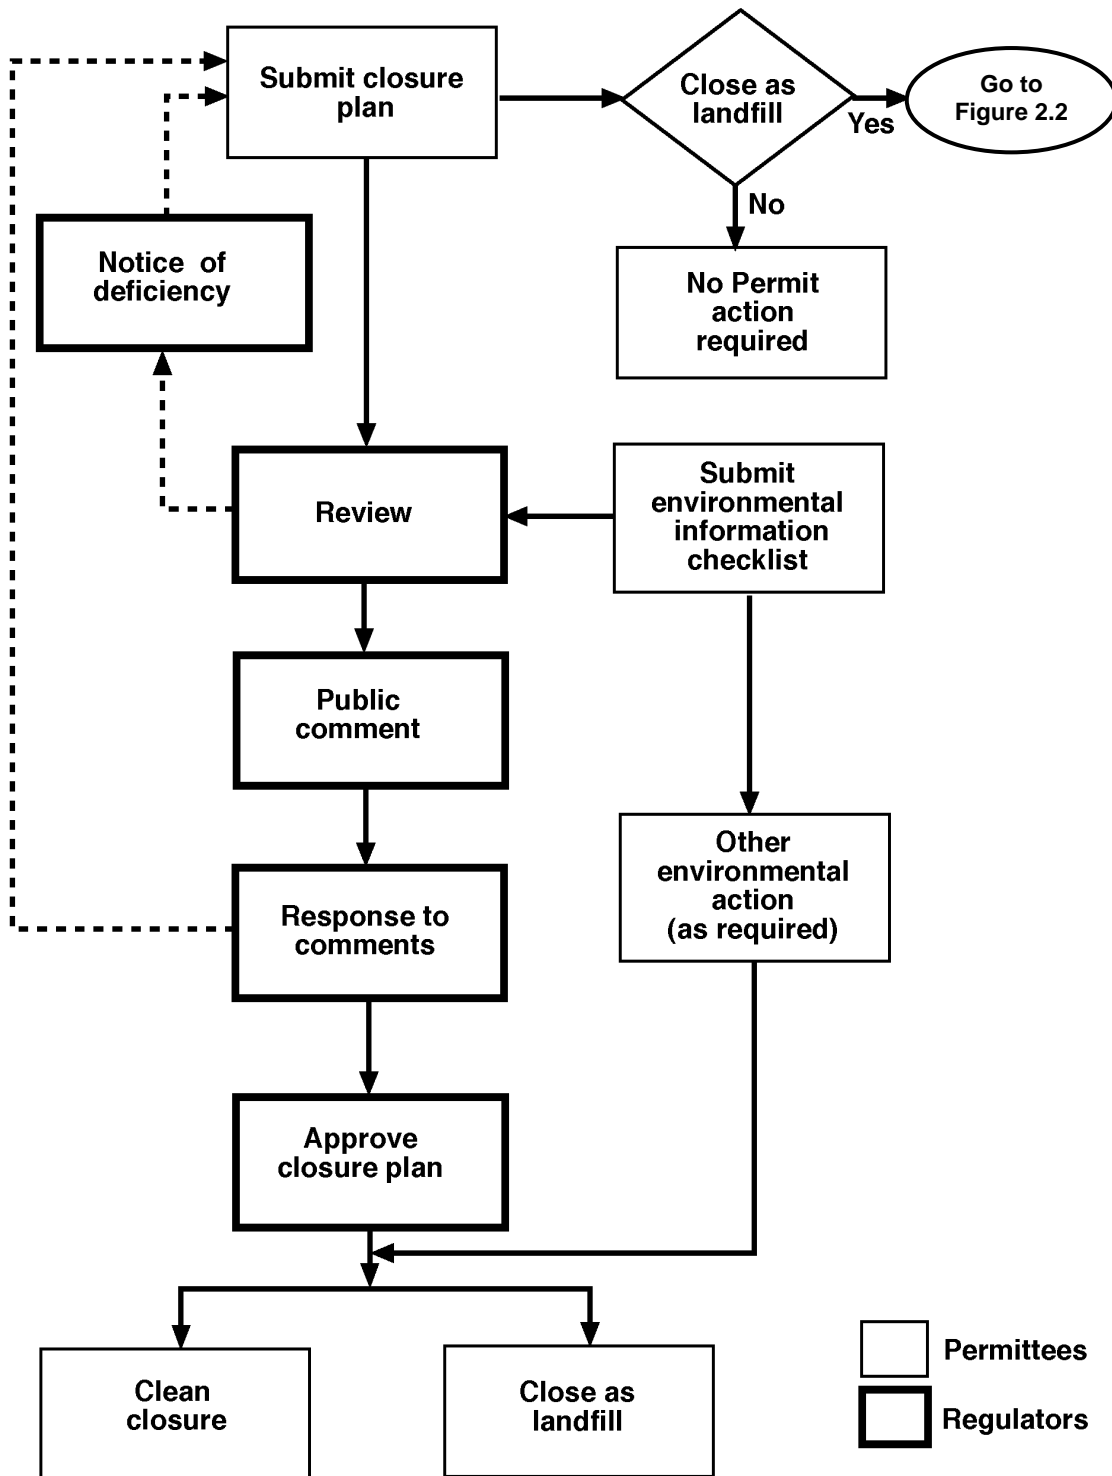 Submit closure
plan
Close as
landfill
Yes
Go to
Figure 2.2
No
Notice of
deficiency
No Permit
action
required
Review
Submit
environmental
information
checklist
Public
comment
Other
environmental
action
(as required)
Response to
comments
Approve
closure plan
Clean
closure
Close as
landfill
Permittees
Regulators